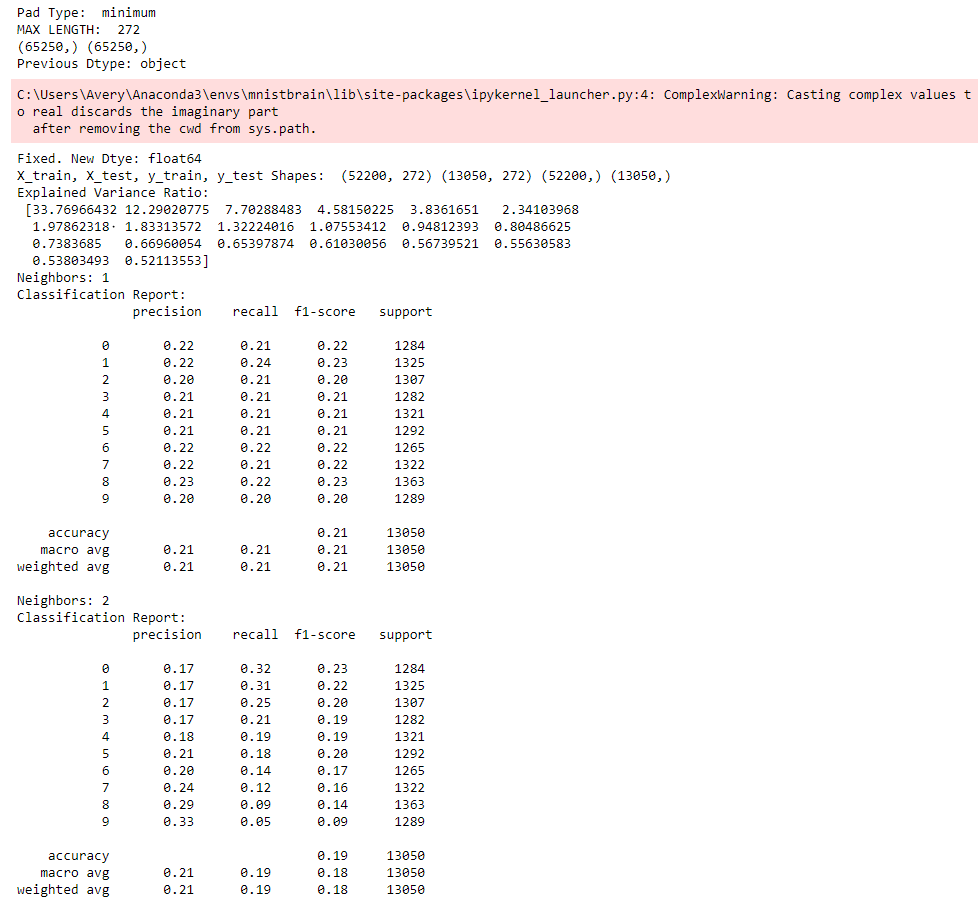 Pad Type:  minimum
MAX LENGTH:  272
(65250,) (65250,)
Previous Dtype: object
C:\Users\Avery\Anaconda3\envs\mnistbrain\lib\site-packages\ipykernel_launcher.py:4: ComplexWarning: Casting complex values t
o real discards the imaginary part
  after removing the cwd from sys.path.
Fixed. New Dtye: float64
X_train, X_test, y_train, y_test Shapes:  (52200, 272) (13050, 272) (52200,) (13050,)
Explained Variance Ratio:
 [33.76966432 12.29020775  7.70288483  4.58150225  3.8361651   2.34103968
  1.97862318  1.83313572  1.32224016  1.07553412  0.94812393  0.80486625
  0.7383685   0.66960054  0.65397874  0.61030056  0.56739521  0.55630583
  0.53803493  0.52113553]
Neighbors: 1
Classification Report:
               precision    recall  f1-score   support

           0       0.22      0.21      0.22      1284
           1       0.22      0.24      0.23      1325
           2       0.20      0.21      0.20      1307
           3       0.21      0.21      0.21      1282
           4       0.21      0.21      0.21      1321
           5       0.21      0.21      0.21      1292
           6       0.22      0.22      0.22      1265
           7       0.22      0.21      0.22      1322
           8       0.23      0.22      0.23      1363
           9       0.20      0.20      0.20      1289

    accuracy                           0.21     13050
   macro avg       0.21      0.21      0.21     13050
weighted avg       0.21      0.21      0.21     13050

Neighbors: 2
Classification Report:
               precision    recall  f1-score   support

           0       0.17      0.32      0.23      1284
           1       0.17      0.31      0.22      1325
           2       0.17      0.25      0.20      1307
           3       0.17      0.21      0.19      1282
           4       0.18      0.19      0.19      1321
           5       0.21      0.18      0.20      1292
           6       0.20      0.14      0.17      1265
           7       0.24      0.12      0.16      1322
           8       0.29      0.09      0.14      1363
           9       0.33      0.05      0.09      1289

    accuracy                           0.19     13050
   macro avg       0.21      0.19      0.18     13050
weighted avg       0.21      0.19      0.18     13050